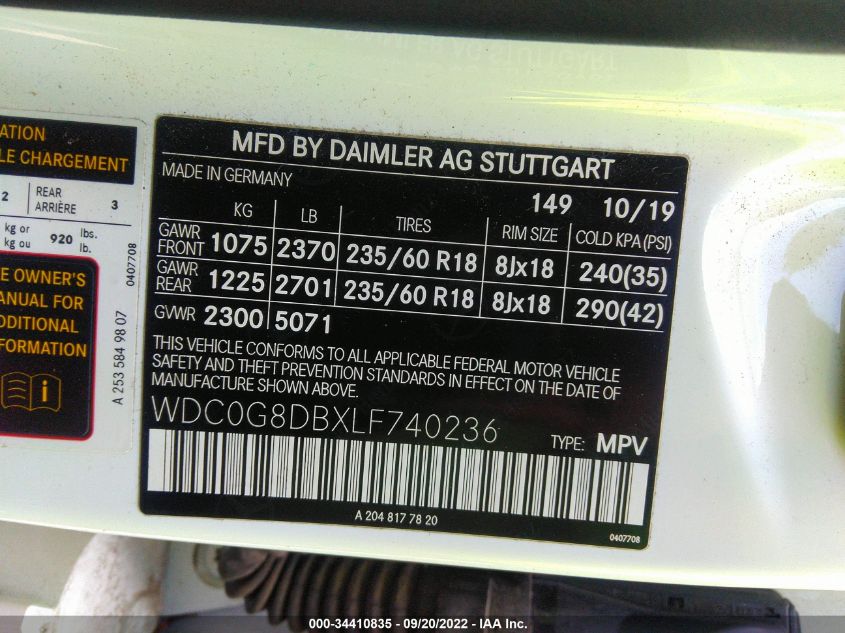 ATION
LE CHARGEMENT
2 REAR ARRIÈRE 3
kg or kg ou 920 lbs. lb.
E OWNER'S
ANUAL FOR
DDITIONAL
FORMATION
0407708
A 253 584 98 07
MFD BY DAIMLER AG STUTTGART
MADE IN GERMANY
149 10/19
KG LB TIRES RIM SIZE COLD KPA (PSI)
GAWR FRONT 1075 2370 235/60 R18 8Jx18 240(35)
GAWR REAR 1225 2701 235/60 R18 8Jx18 290(42)
GVWR 2300 5071
THIS VEHICLE CONFORMS TO ALL APPLICABLE FEDERAL MOTOR VEHICLE
SAFETY AND THEFT PREVENTION STANDARDS IN EFFECT ON THE DATE OF
MANUFACTURE SHOWN ABOVE.
WDC0G8DBXLF740236
TYPE: MPV
A 204 817 78 20
0407708
000-34410835 - 09/20/2022 - IAA Inc.